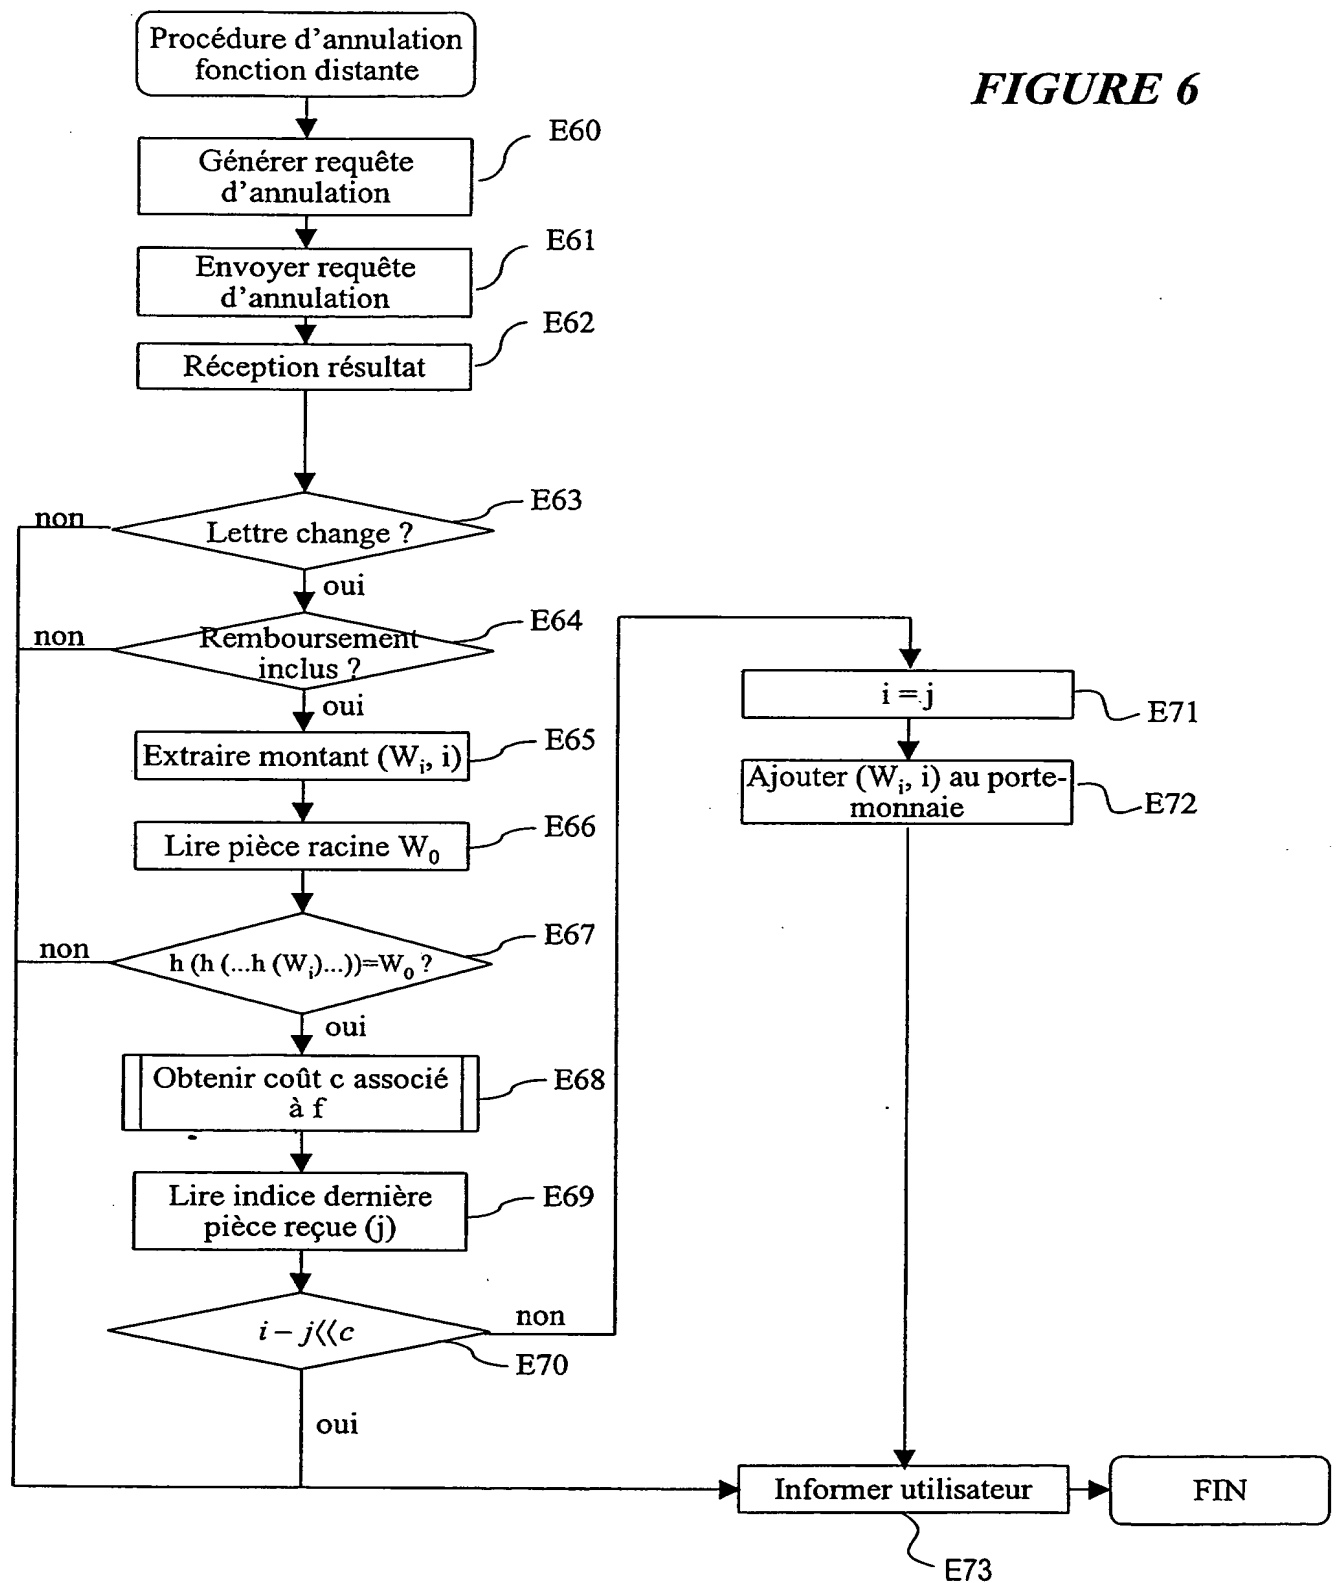 Procédure d'annulation
fonction distante
FIGURE 6
E60
Générer requête
d'annulation
E61
Envoyer requête
d'annulation
E62
Réception résultat
E63
non
Lettre change ?
oui
E64
non
Remboursement
inclus ?
oui
E65
Extraire montant (Wi, i)
E66
Lire pièce racine W0
E67
non
h (h (...h (Wi)...))=W0 ?
oui
E68
Obtenir coût c associé
à f
E69
Lire indice dernière
pièce reçue (j)
non
i – j⟨⟨c
E70
oui
i = j
E71
Ajouter (Wi, i) au porte-
monnaie
E72
Informer utilisateur
FIN
E73